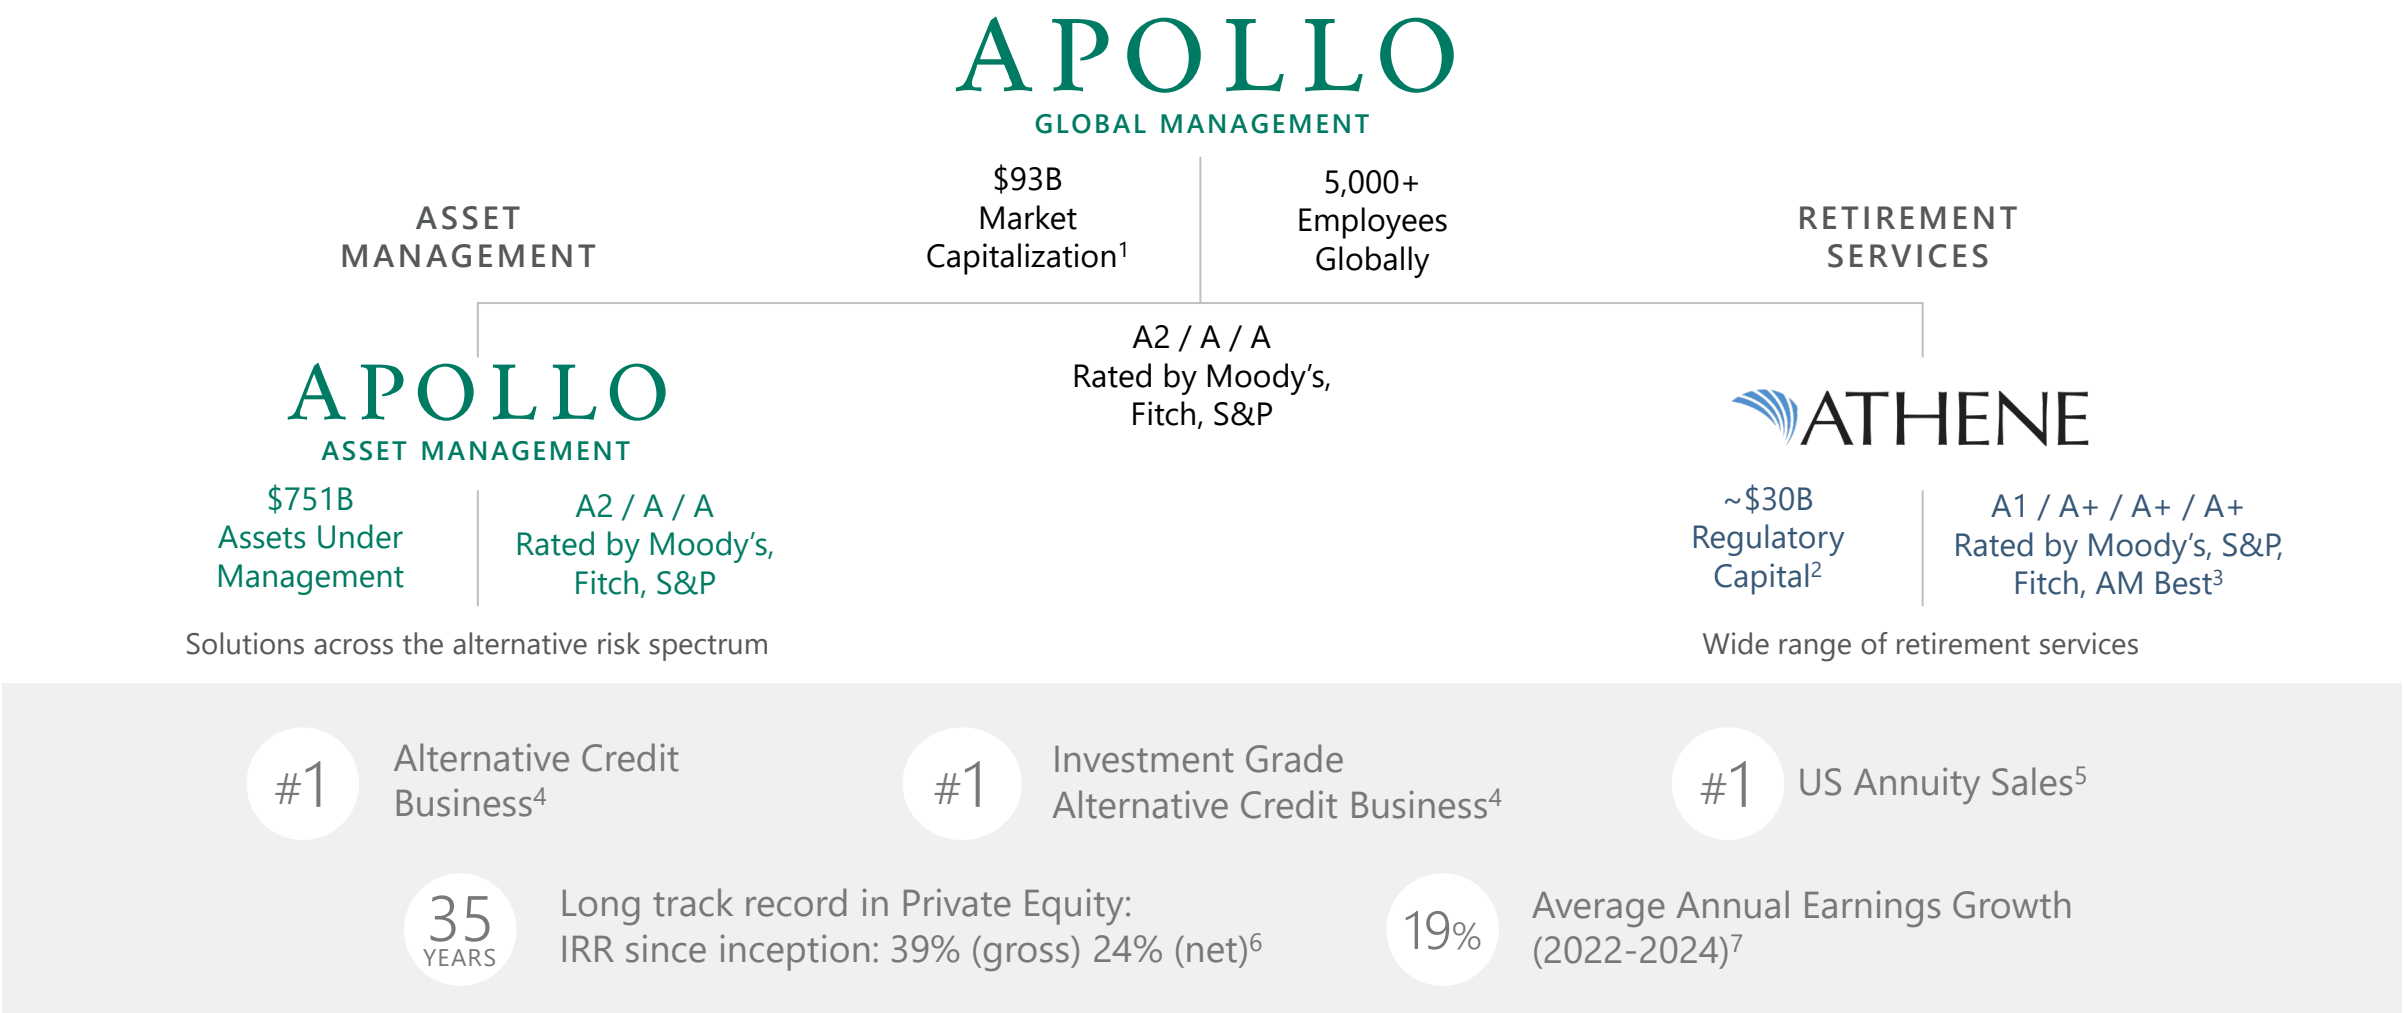 APOLLO
GLOBAL MANAGEMENT
$93B
Market
Capitalization¹
5,000+
Employees
Globally
ASSET
MANAGEMENT
RETIREMENT
SERVICES
A2 / A / A
Rated by Moody’s,
Fitch, S&P
APOLLO
ASSET MANAGEMENT
$751B
Assets Under
Management
A2 / A / A
Rated by Moody’s,
Fitch, S&P
Solutions across the alternative risk spectrum
ATHENE
~$30B
Regulatory
Capital²
A1 / A+ / A+ / A+
Rated by Moody’s, S&P,
Fitch, AM Best³
Wide range of retirement services
#1
Alternative Credit
Business⁴
#1
Investment Grade
Alternative Credit Business⁴
#1
US Annuity Sales⁵
35
YEARS
Long track record in Private Equity:
IRR since inception: 39% (gross) 24% (net)⁶
19%
Average Annual Earnings Growth
(2022-2024)⁷